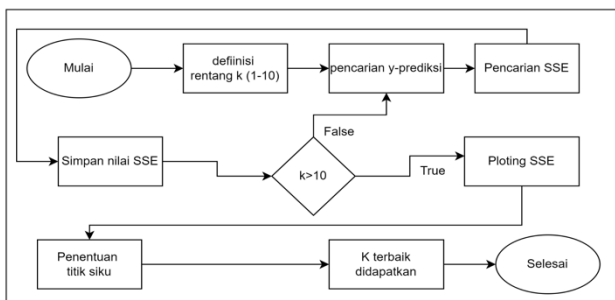 Mulai
defiinisi
rentang k (1-10)
pencarian y-prediksi
Pencarian SSE
False
Simpan nilai SSE
k>10
True
Ploting SSE
Penentuan
titik siku
K terbaik
didapatkan
Selesai